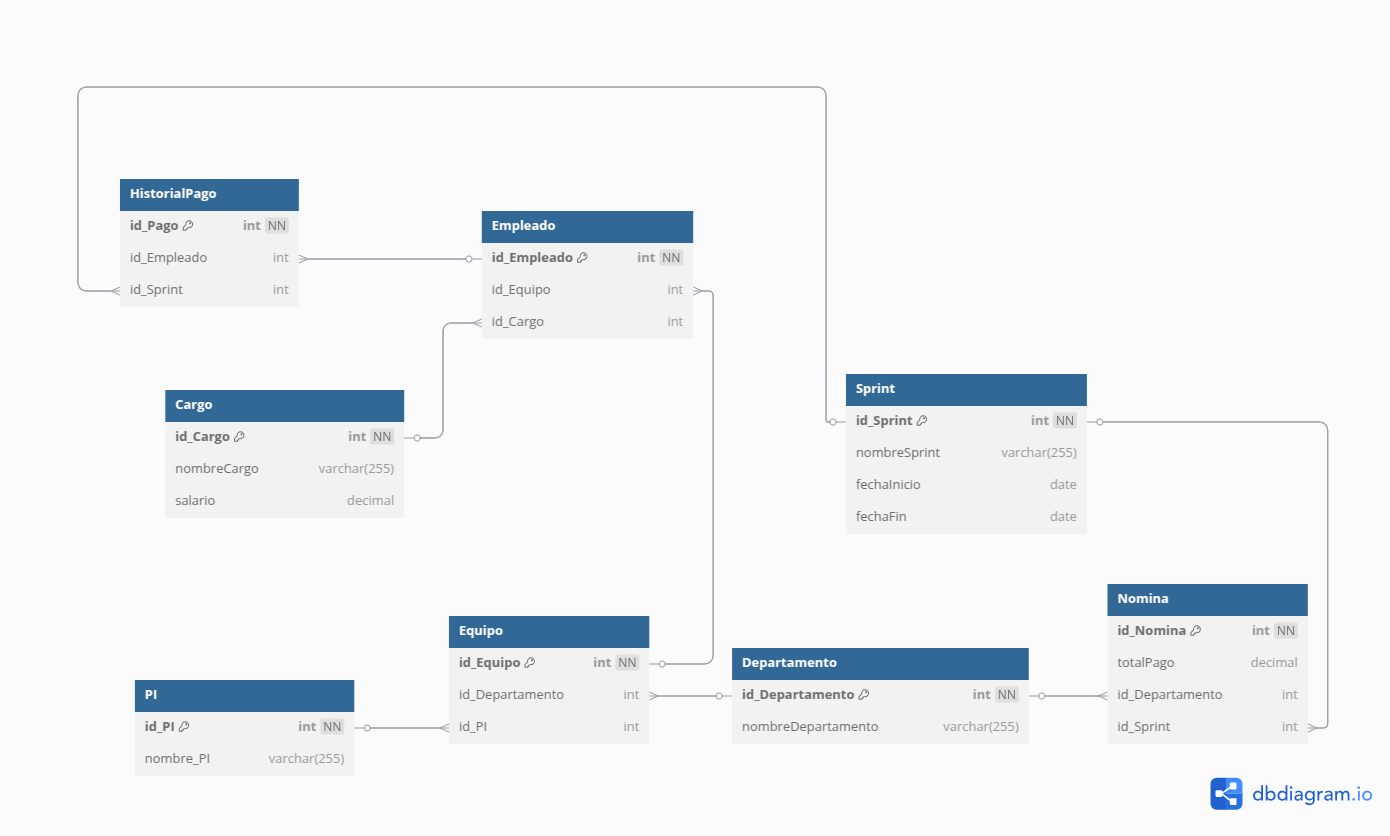 HistorialPago
id_Pago int NN
id_Empleado int
id_Sprint int
Empleado
id_Empleado int NN
id_Equipo int
id_Cargo int
Cargo
id_Cargo int NN
nombreCargo varchar(255)
salario decimal
Sprint
id_Sprint int NN
nombreSprint varchar(255)
fechaInicio date
fechaFin date
Nomina
id_Nomina int NN
totalPago decimal
id_Departamento int
id_Sprint int
Equipo
id_Equipo int NN
id_Departamento int
id_PI int
Departamento
id_Departamento int NN
nombreDepartamento varchar(255)
PI
id_PI int NN
nombre_PI varchar(255)
dbdiagram.io